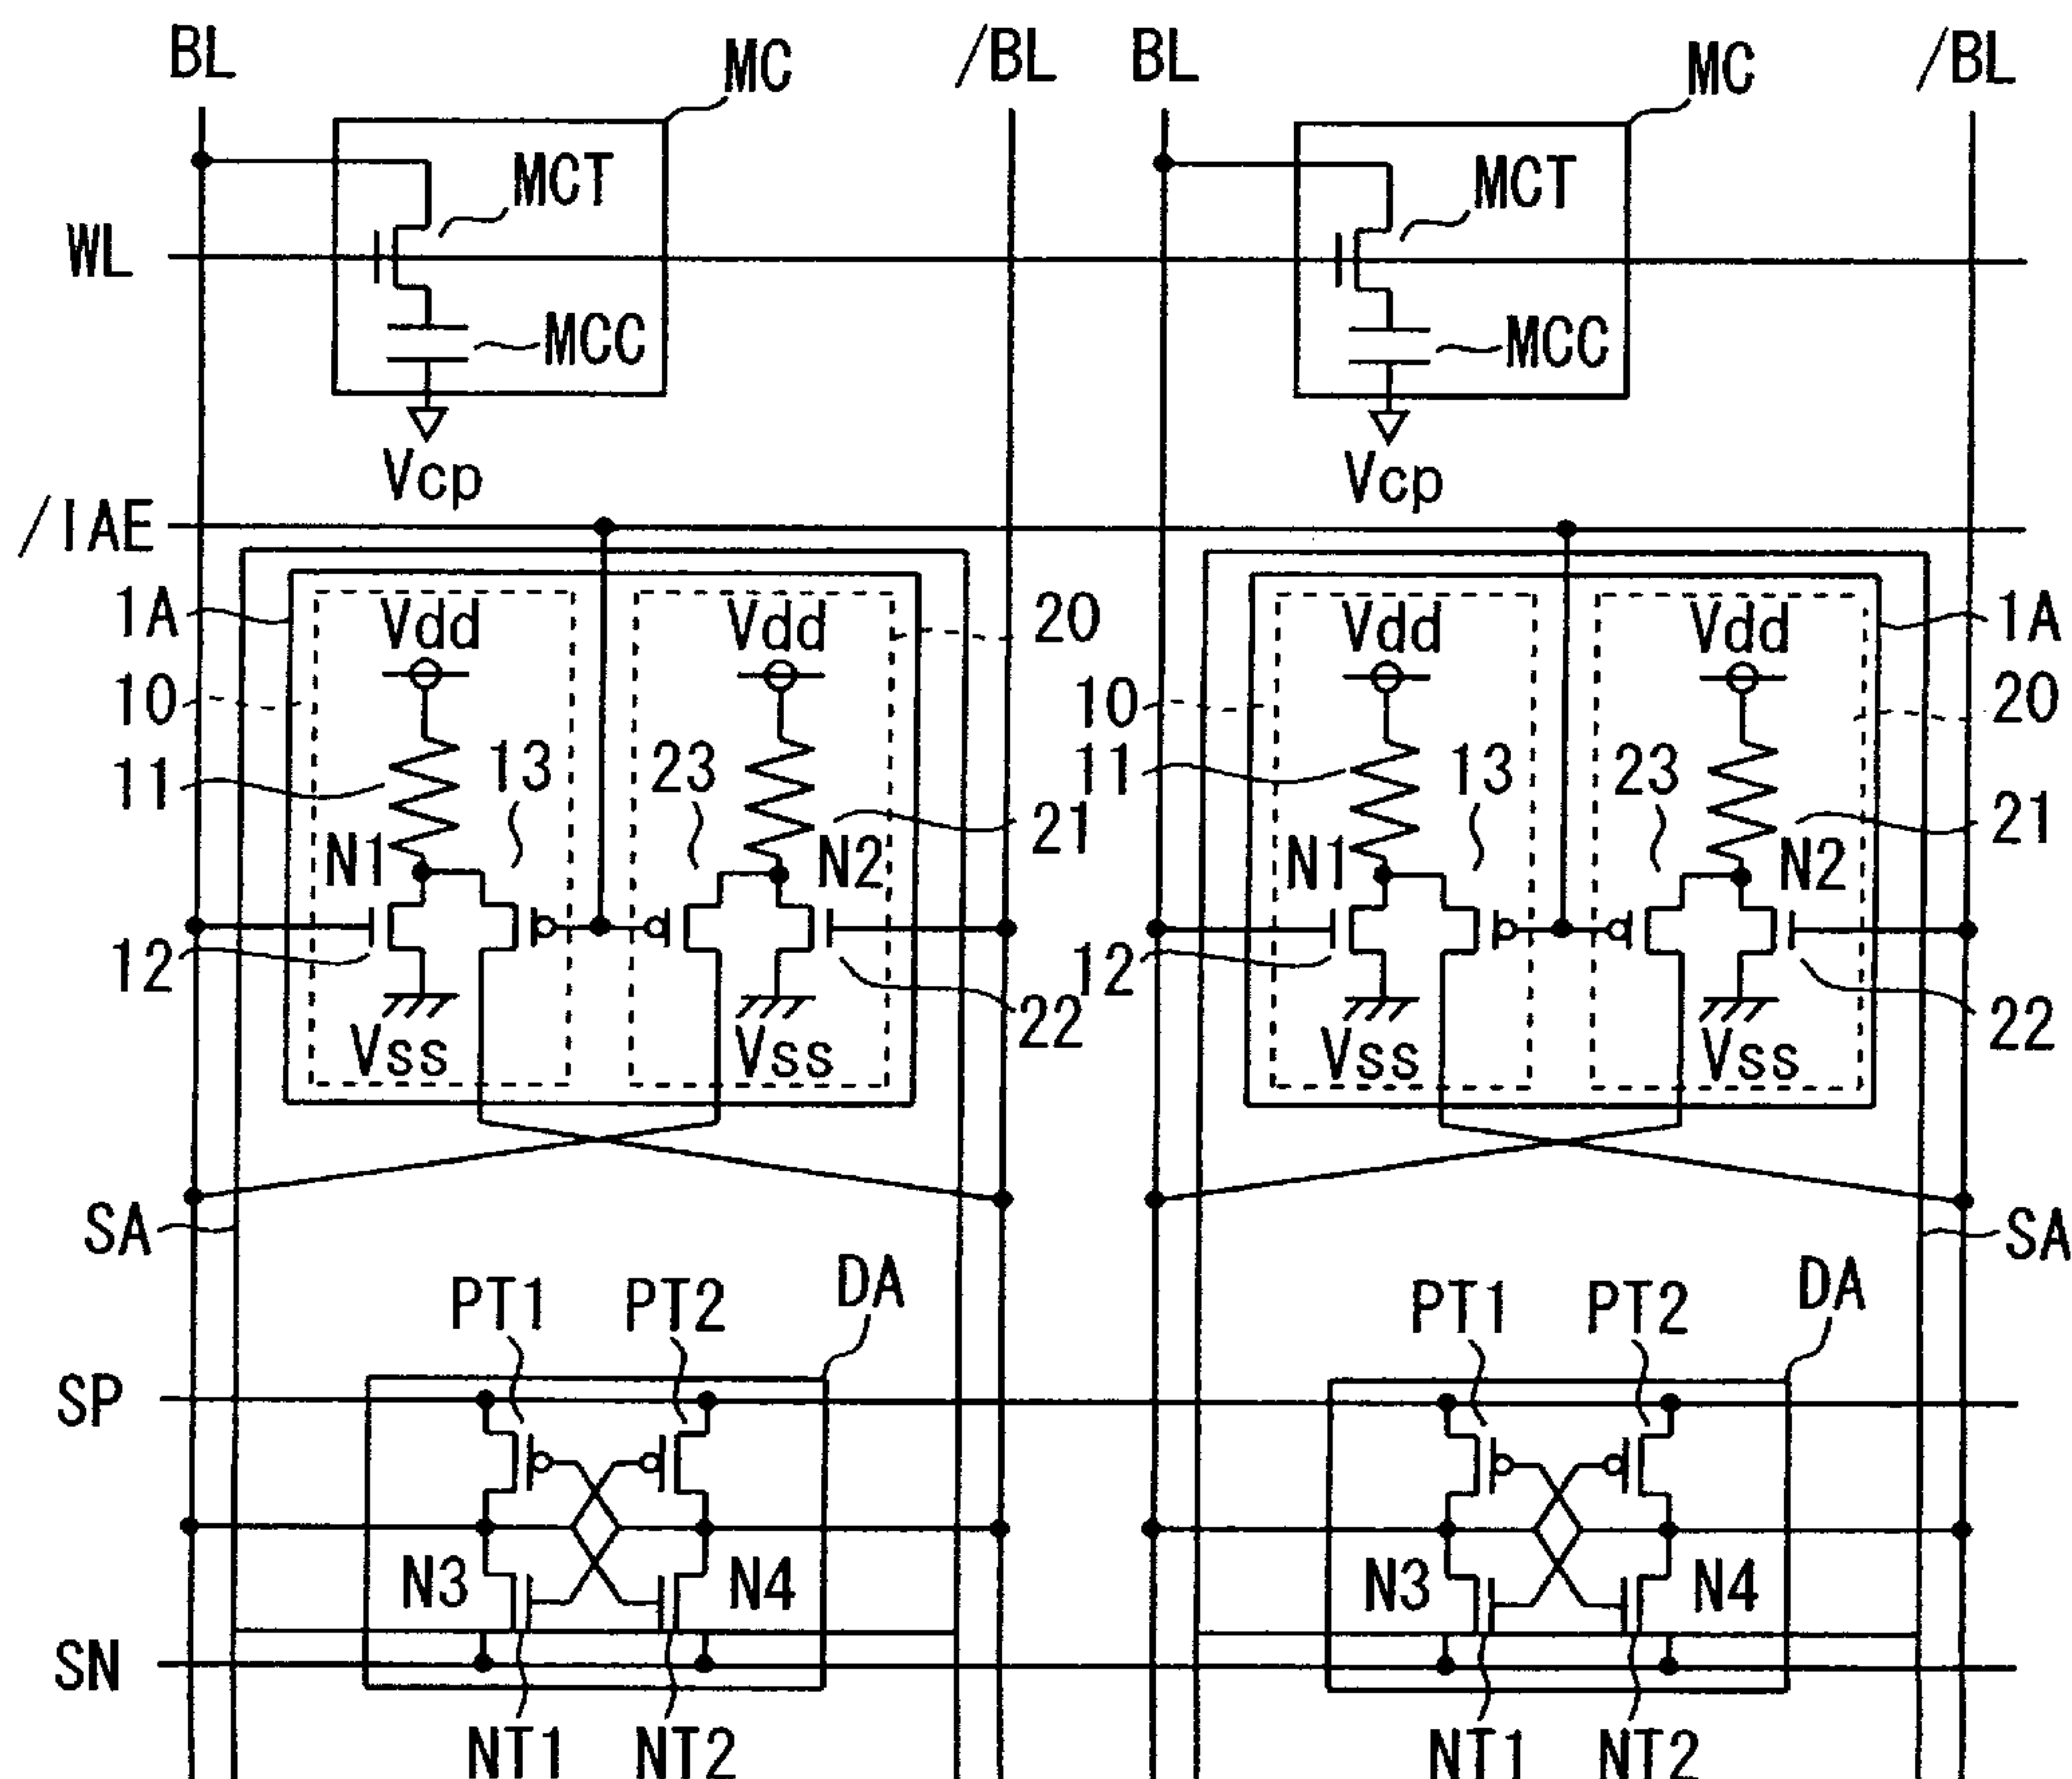 BL MC /BL BL MC /BL
MCT MCT
WL
MCC MCC
Vcp Vcp
/IAE
1A Vdd Vdd 20 Vdd Vdd 1A
10 10 20
11 13 23 21 11 13 23 21
N1 N2 N1 N2
12 22 12 22
Vss Vss Vss Vss
SA SA
PT1 PT2 DA PT1 PT2 DA
SP
N3 N4 N3 N4
SN
NT1 NT2 NT1 NT2